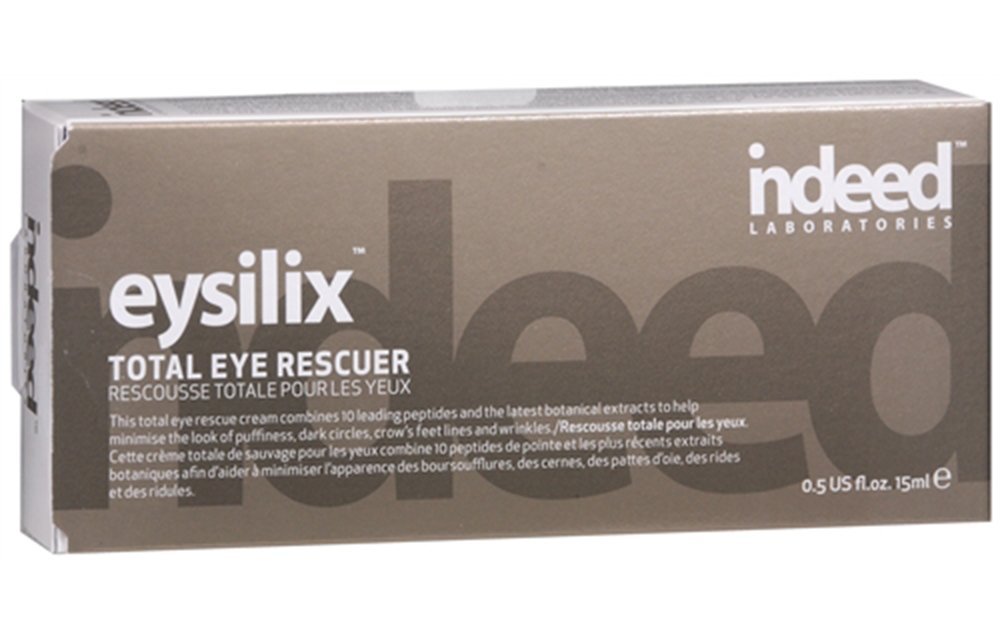 indeed™
LABORATORIES
eysilix™
TOTAL EYE RESCUER
RESCOUSSE TOTALE POUR LES YEUX
This total eye rescue cream combines 10 leading peptides and the latest botanical extracts to help
minimise the look of puffiness, dark circles, crow's feet lines and wrinkles./Rescousse totale pour les yeux.
Cette crème totale de sauvage pour les yeux combine 10 peptides de pointe et les plus récents extraits
botaniques afin d'aider à minimiser l'apparence des boursoufflures, des cernes, des pattes d'oie, des rides
et des ridules.
0.5 US fl.oz. 15ml e
indeed
indeed